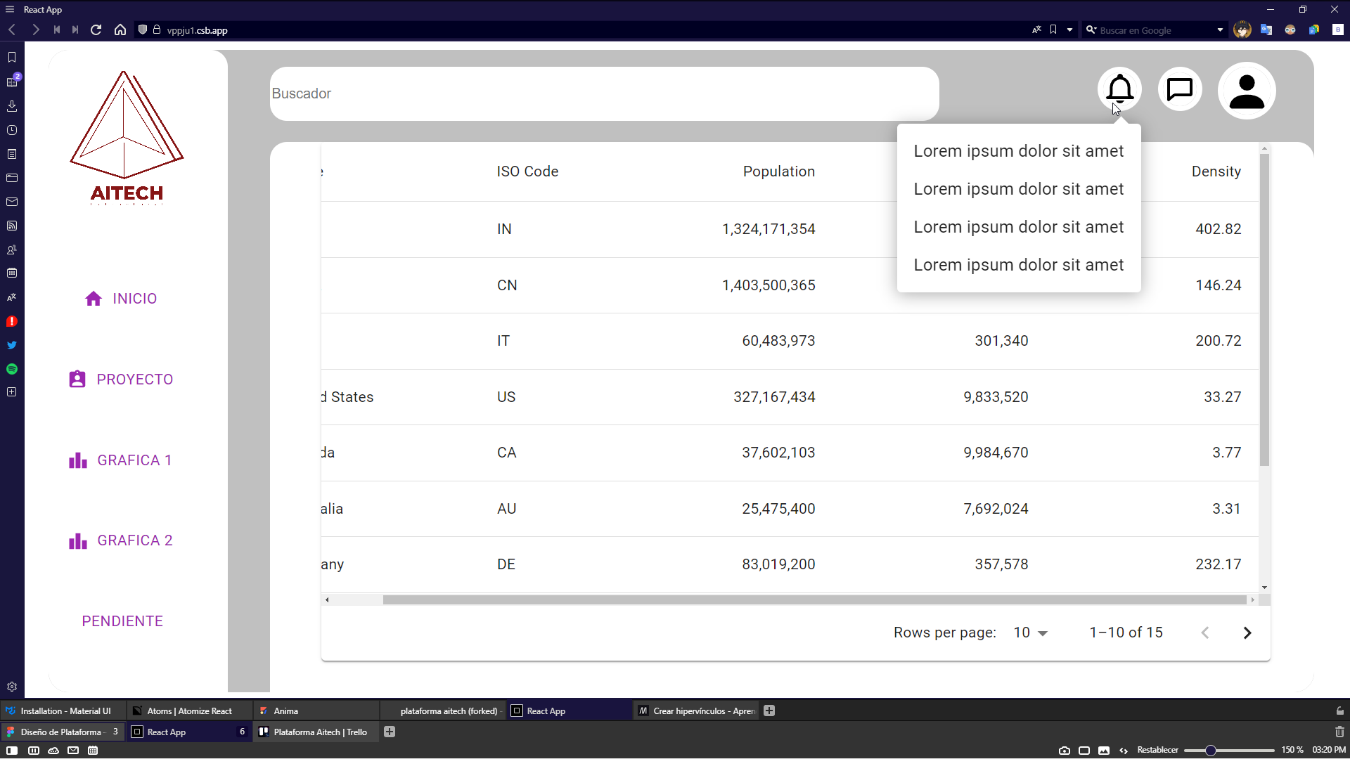 React App
vppju1.csb.app
Buscar en Google
2
AITECH
Buscador
INICIO
PROYECTO
GRAFICA 1
GRAFICA 2
PENDIENTE
Lorem ipsum dolor sit amet
Lorem ipsum dolor sit amet
Lorem ipsum dolor sit amet
Lorem ipsum dolor sit amet
e ISO Code Population Density
IN 1,324,171,354 402.82
CN 1,403,500,365 146.24
IT 60,483,973 301,340 200.72
d States US 327,167,434 9,833,520 33.27
da CA 37,602,103 9,984,670 3.77
alia AU 25,475,400 7,692,024 3.31
any DE 83,019,200 357,578 232.17
Rows per page: 10 1–10 of 15
Installation - Material UI Atoms | Atomize React Anima plataforma aitech (forked) - React App Crear hipervínculos - Apren
Diseño de Plataforma - 3 React App 6 Plataforma Aitech | Trello
Restablecer 150 % 03:20 PM